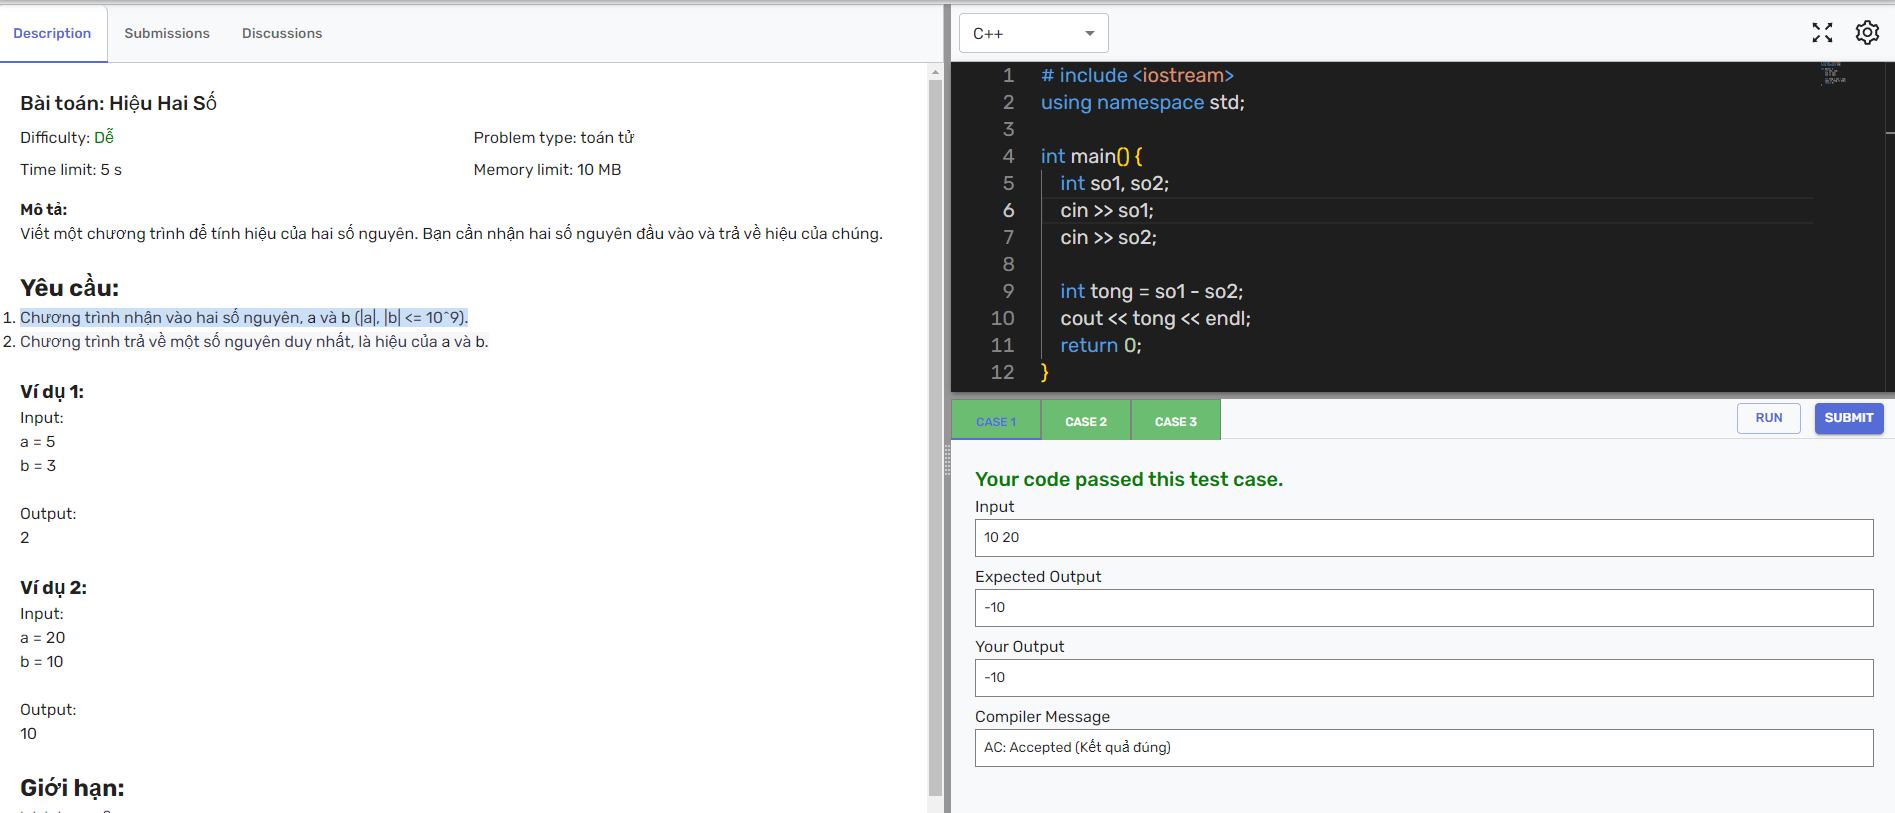 Description
Submissions
Discussions
Bài toán: Hiệu Hai Số
Difficulty: Dễ
Problem type: toán tử
Time limit: 5 s
Memory limit: 10 MB
Mô tả:
Viết một chương trình để tính hiệu của hai số nguyên. Bạn cần nhận hai số nguyên đầu vào và trả về hiệu của chúng.
Yêu cầu:
1. Chương trình nhận vào hai số nguyên, a và b (|a|, |b| <= 10^9).
2. Chương trình trả về một số nguyên duy nhất, là hiệu của a và b.
Ví dụ 1:
Input:
a = 5
b = 3
Output:
2
Ví dụ 2:
Input:
a = 20
b = 10
Output:
10
Giới hạn:
C++
1 # include <iostream>
2 using namespace std;
3
4 int main() {
5 int so1, so2;
6 cin >> so1;
7 cin >> so2;
8
9 int tong = so1 - so2;
10 cout << tong << endl;
11 return 0;
12 }
CASE 1
CASE 2
CASE 3
RUN
SUBMIT
Your code passed this test case.
Input
10 20
Expected Output
-10
Your Output
-10
Compiler Message
AC: Accepted (Kết quả đúng)